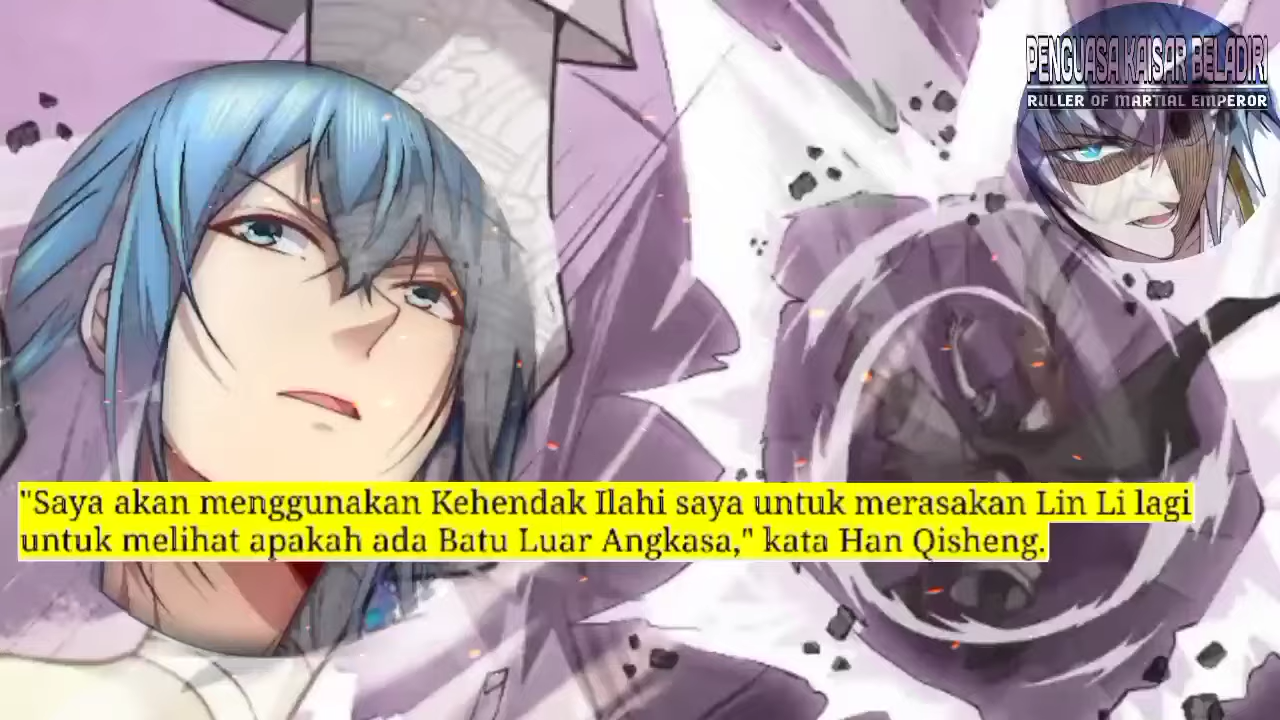 PENGUASA KAISAR BELADIRI
RULLER OF MARTIAL EMPEROR
"Saya akan menggunakan Kehendak Ilahi saya untuk merasakan Lin Li lagi
untuk melihat apakah ada Batu Luar Angkasa," kata Han Qisheng.